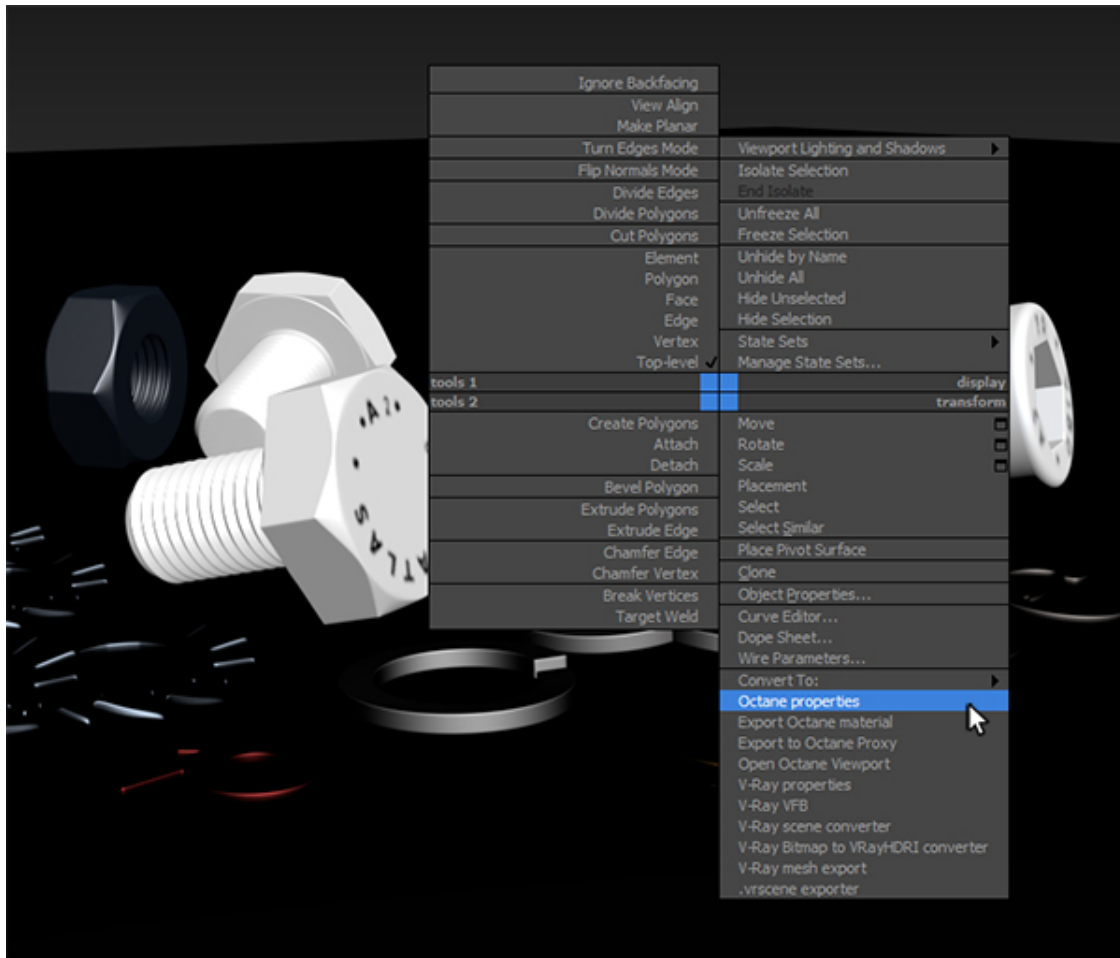 Ignore Backfacing
View Align
Make Planar
Turn Edges Mode
Flip Normals Mode
Divide Edges
Divide Polygons
Cut Polygons
Element
Polygon
Face
Edge
Vertex
Top-level
tools 1
tools 2
Create Polygons
Attach
Detach
Bevel Polygon
Extrude Polygons
Extrude Edge
Chamfer Edge
Chamfer Vertex
Break Vertices
Target Weld
Viewport Lighting and Shadows
Isolate Selection
End Isolate
Unfreeze All
Freeze Selection
Unhide by Name
Unhide All
Hide Unselected
Hide Selection
State Sets
Manage State Sets...
display
transform
Move
Rotate
Scale
Placement
Select
Select Similar
Place Pivot Surface
Clone
Object Properties...
Curve Editor...
Dope Sheet...
Wire Parameters...
Convert To:
Octane properties
Export Octane material
Export to Octane Proxy
Open Octane Viewport
V-Ray properties
V-Ray VFB
V-Ray scene converter
V-Ray Bitmap to VRayHDRI converter
V-Ray mesh export
.vrscene exporter
A 2